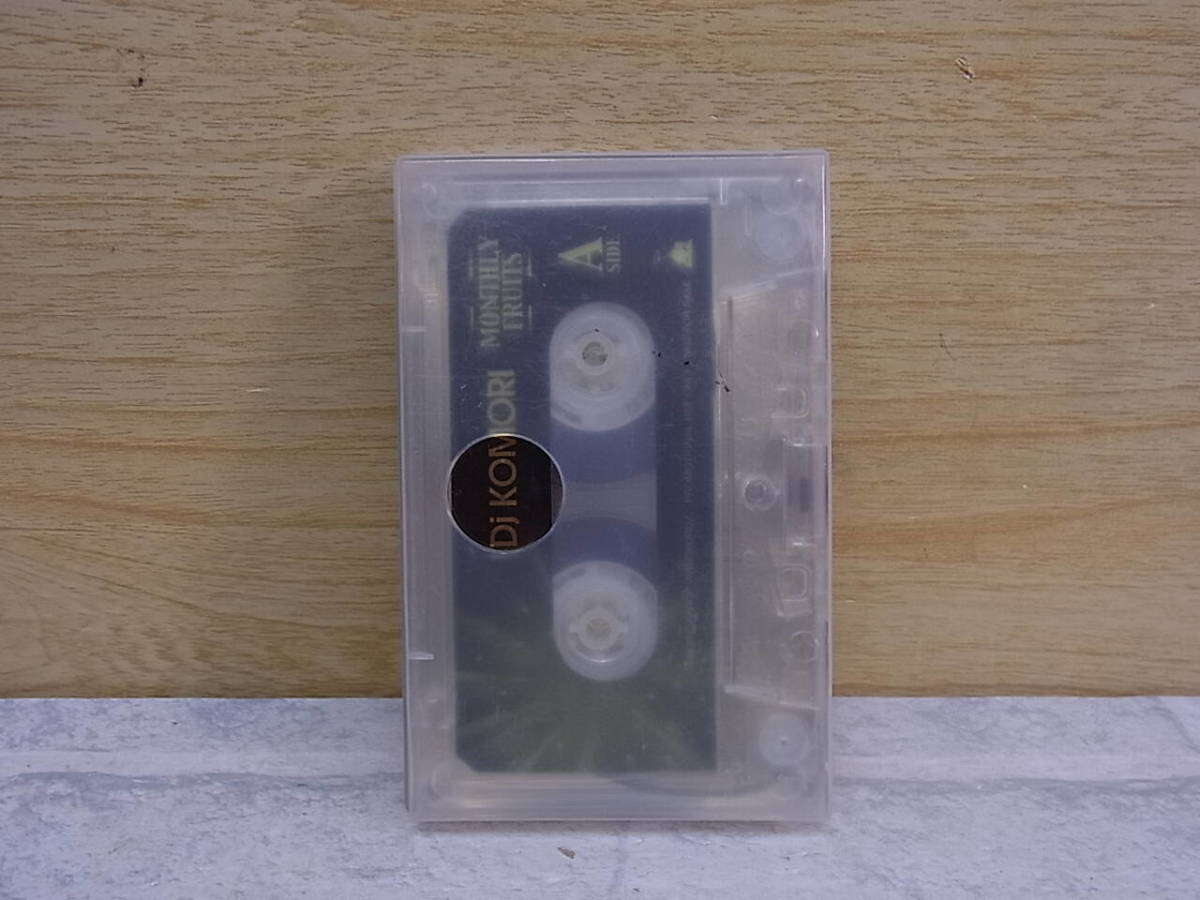 Dj KOMORI
MONTHLY
FRUITS
A
SIDE